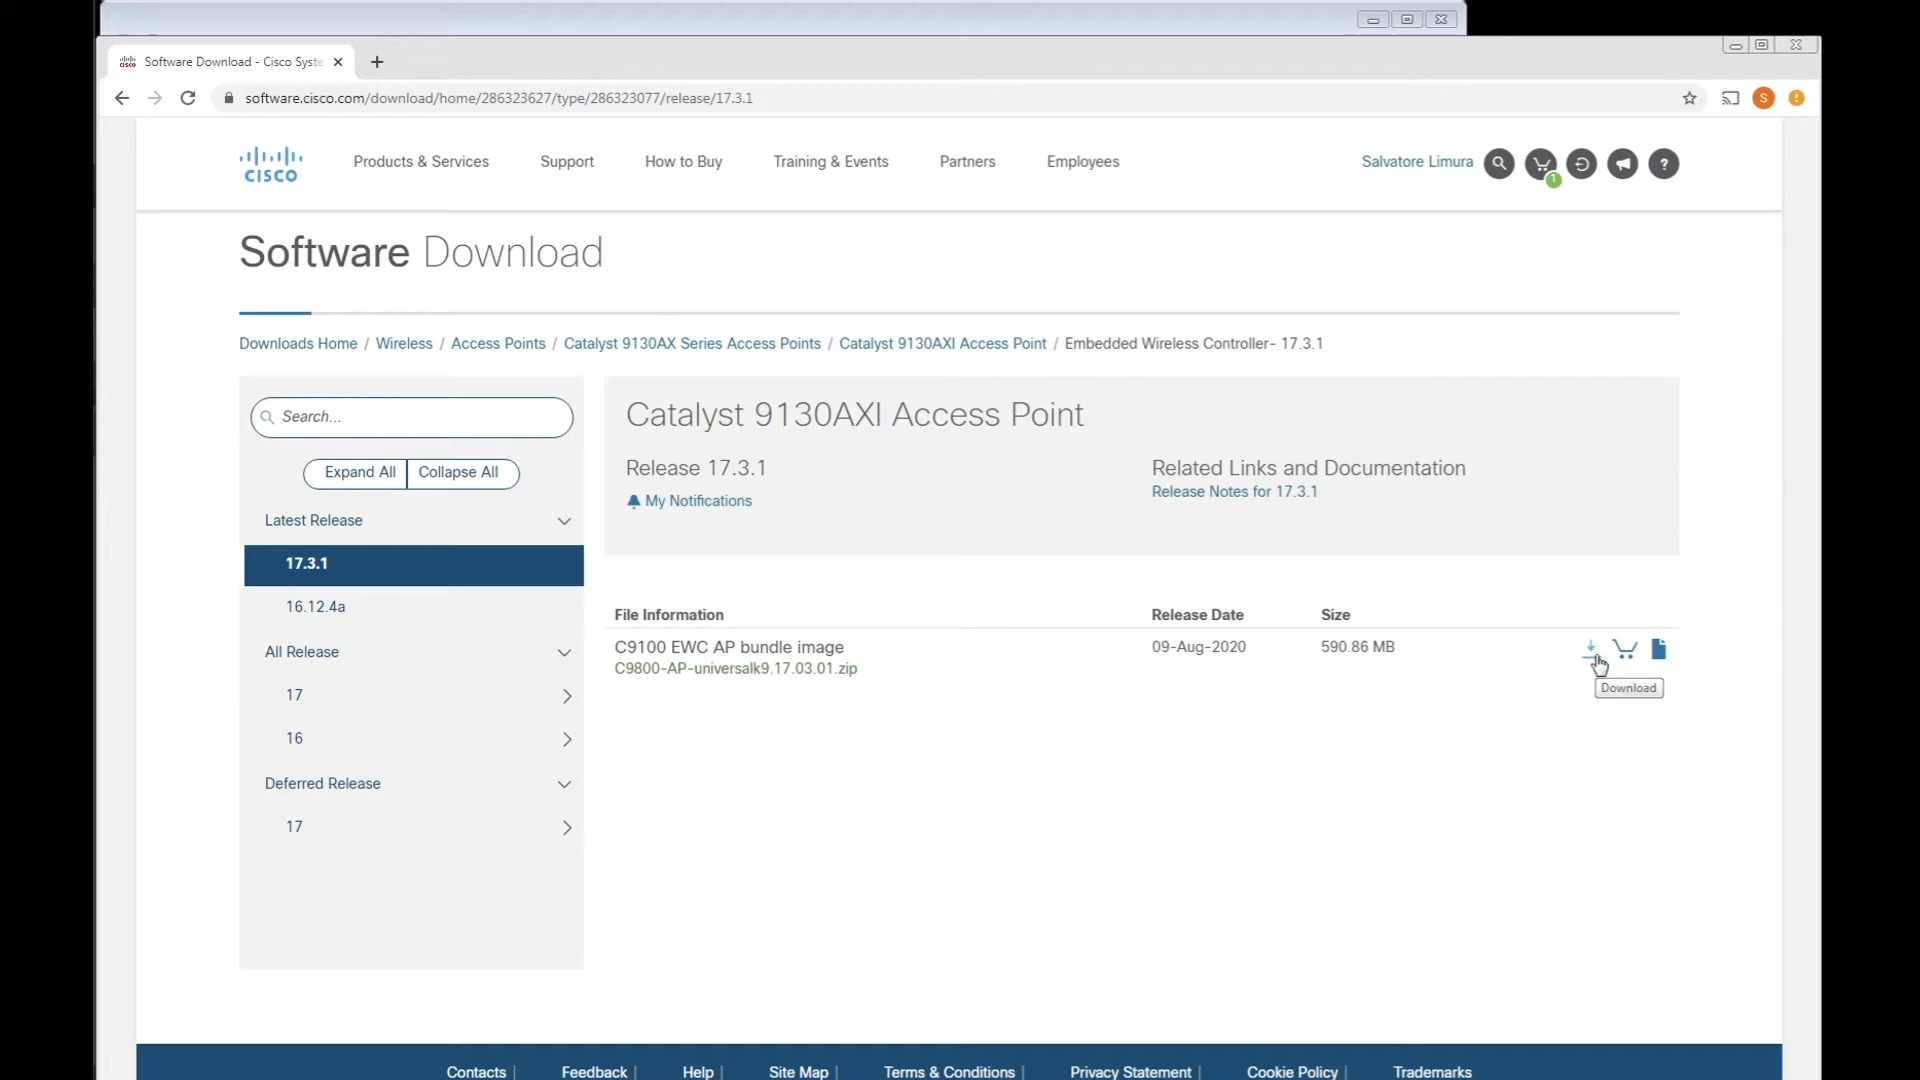 Software Download - Cisco Syste
software.cisco.com/download/home/286323627/type/286323077/release/17.3.1
S
CISCO
Products & Services
Support
How to Buy
Training & Events
Partners
Employees
Salvatore Limura
1
?
Software Download
Downloads Home / Wireless / Access Points / Catalyst 9130AX Series Access Points / Catalyst 9130AXI Access Point / Embedded Wireless Controller- 17.3.1
Search...
Expand All
Collapse All
Latest Release
17.3.1
16.12.4a
All Release
17
16
Deferred Release
17
Catalyst 9130AXI Access Point
Release 17.3.1
My Notifications
Related Links and Documentation
Release Notes for 17.3.1
File Information
Release Date
Size
C9100 EWC AP bundle image
09-Aug-2020
590.86 MB
C9800-AP-universalk9.17.03.01.zip
Download
Contacts |
Feedback |
Help |
Site Map |
Terms & Conditions |
Privacy Statement |
Cookie Policy |
Trademarks